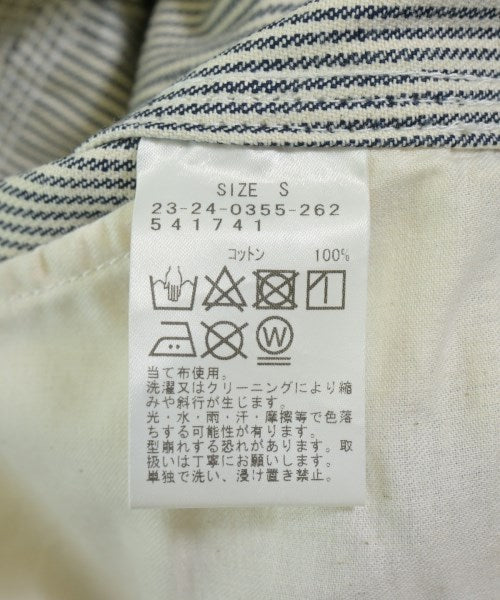 SIZE S
23-24-0355-262
541741
コットン 100%
W
当て布使用。
洗濯又はクリーニングにより縮
みや斜行が生じます。
光・水・雨・汗・摩擦等で色落
ちする可能性が有ります。
型崩れする恐れがあります。取
扱いは丁寧にお願いします。
単独で洗い、浸け置き禁止。